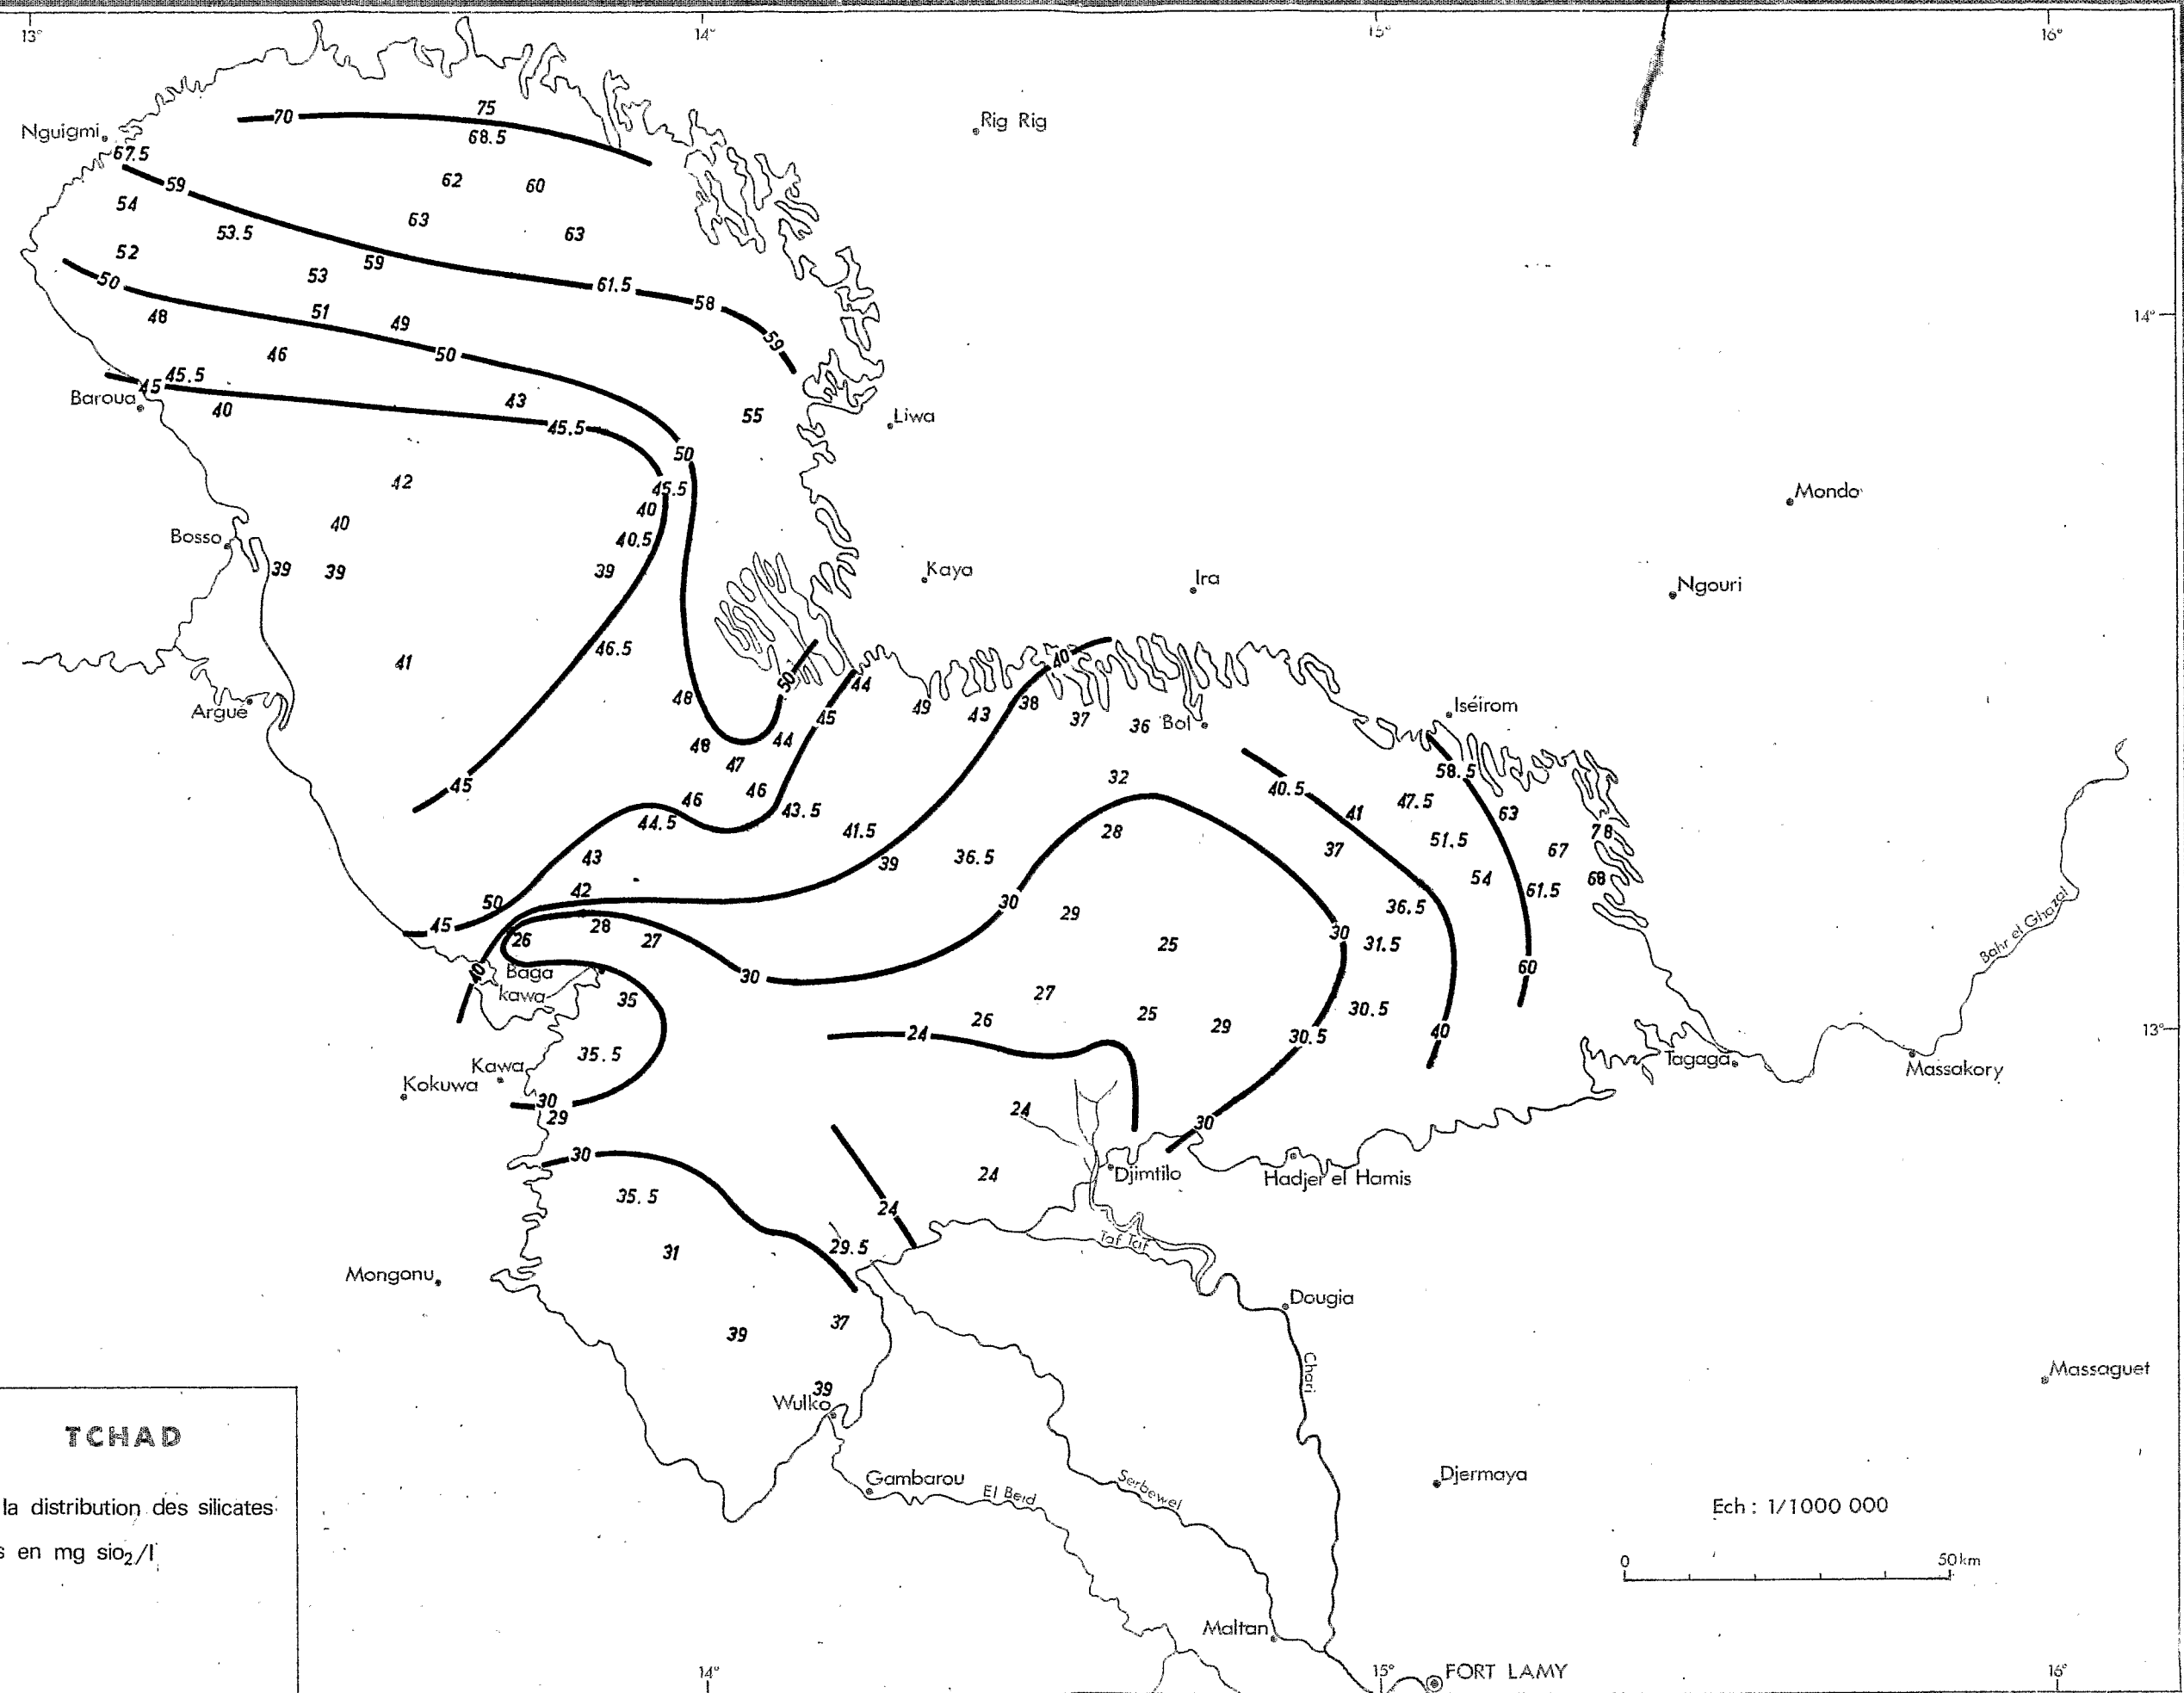 13° 14° 15° 16°
75
70
Rig Rig
68.5
Nguigmi
67.5
62 60
59
54
63
53.5 63
52
59
53
50 61.5
58
51 14°
48 49
59
46 50
45.5
45
Baroua 43
40 55
Liwa
45.5
50
42
45.5
Mondo
40
40
Bosso 40.5
39 39 39 Kaya
Ira
Ngouri
46.5
41 40
50 44
48
Argué 49 38
45 43 37 36 Bol Iséirom
48 44
47
58.5
32
45 46
46 40.5
43.5 41 47.5 63
44.5 41.5 28 78
51.5
43 39 36.5 37 67
54 68
42 61.5
50 30 29 36.5
45
28 30
26 27 25 31.5
40 Baga 30 60
kawa
35 27 Bahr el Ghazal
30.5
26 25 29
24 30.5 40 13°
35.5
Kawa Tagaga Massakory
Kokuwa
30
29 24
30
30
Djimtilo Hadjer el Hamis
35.5 24
24
Taf Taf
31 29.5
Mongonu
Dougia
37
39
Chari
Massaguet
39
Wulko
TCHAD
Gambarou El Beid Serbewel Djermaya
la distribution des silicates
Ech : 1/1000 000
s en mg sio₂/l
0 50 km
Maltan
14° 15° FORT LAMY 16°